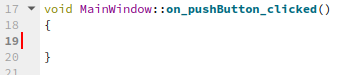 17 void MainWindow::on_pushButton_clicked()
18 {
19
20 }
21